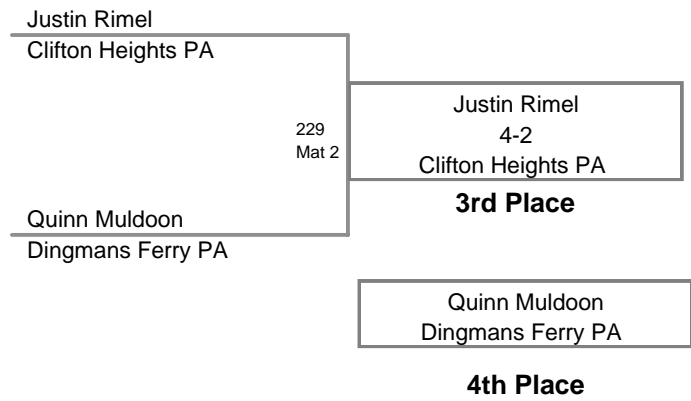 Justin Rimel
Clifton Heights PA
229
Mat 2
Justin Rimel
4-2
Clifton Heights PA
3rd Place
Quinn Muldoon
Dingmans Ferry PA
Quinn Muldoon
Dingmans Ferry PA
4th Place